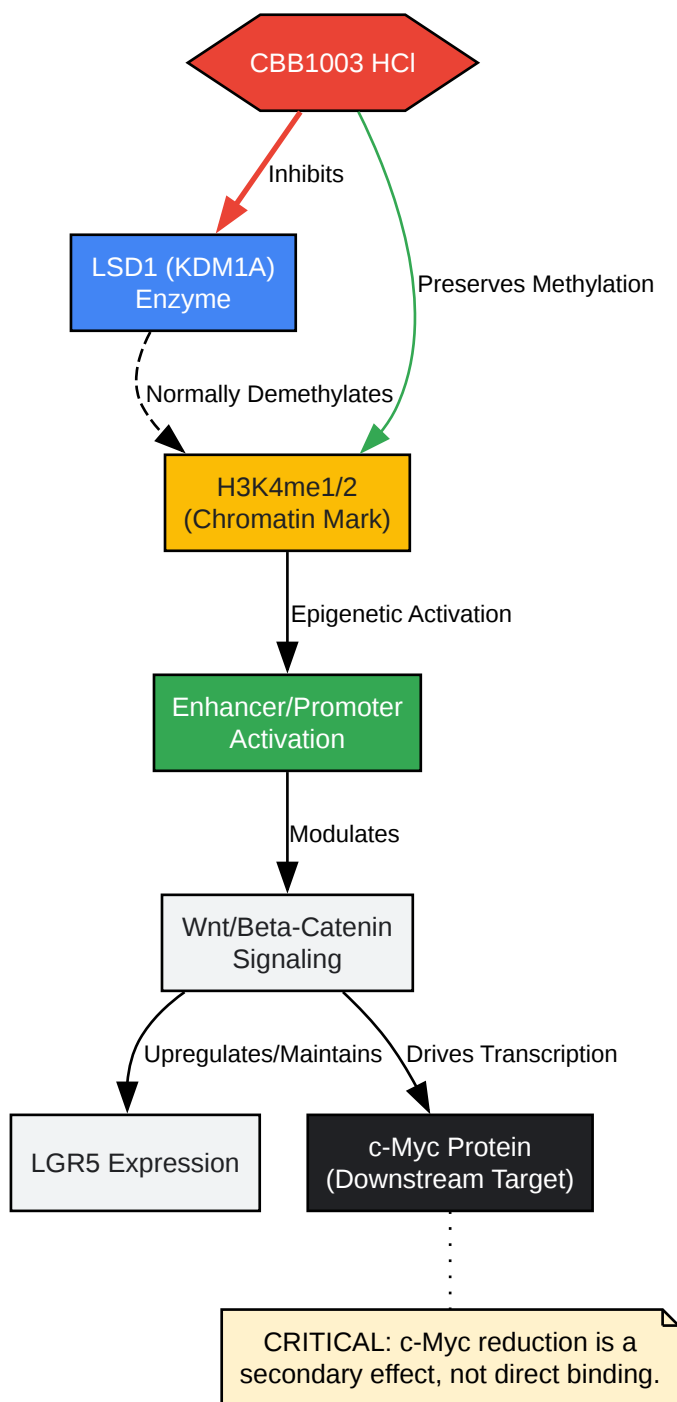 CBB1003 HCl
Inhibits
LSD1 (KDM1A)
Enzyme
Preserves Methylation
Normally Demethylates
H3K4me1/2
(Chromatin Mark)
Epigenetic Activation
Enhancer/Promoter
Activation
Modulates
Wnt/Beta-Catenin
Signaling
Upregulates/Maintains
Drives Transcription
LGR5 Expression
c-Myc Protein
(Downstream Target)
CRITICAL: c-Myc reduction is a
secondary effect, not direct binding.